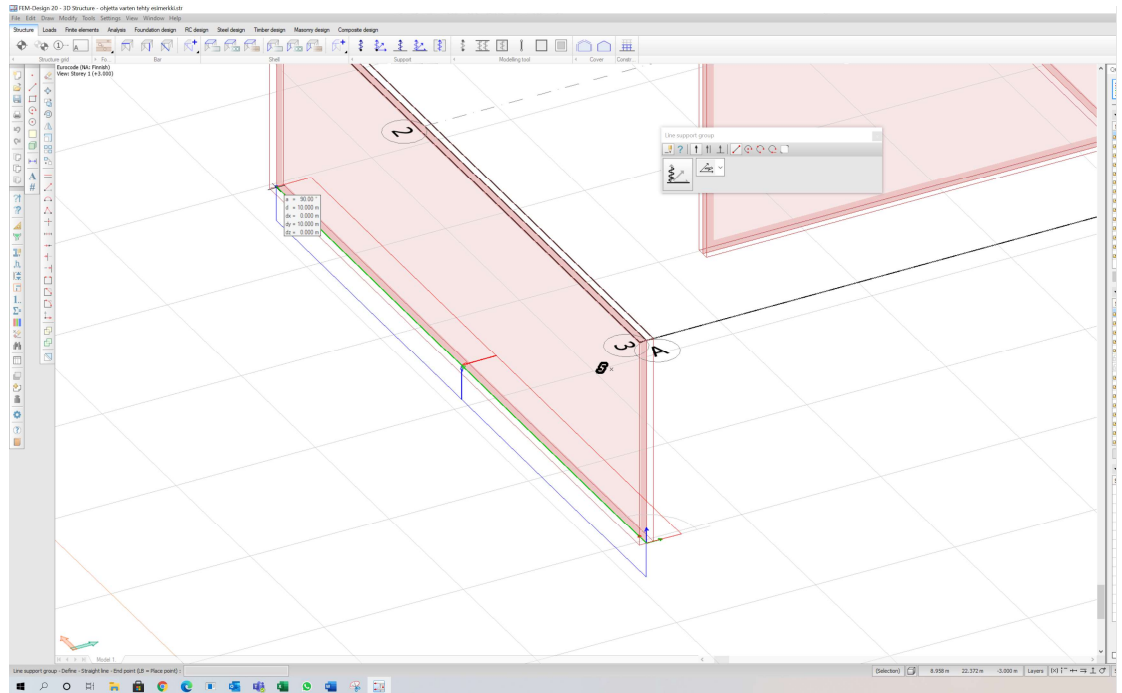 FEM-Design 20 - 3D Structure - ohjetta varten tehty esimerkki.str
File Edit Draw Modify Tools Settings View Window Help
Structure Loads Finite elements Analysis Foundation design RC design Steel design Timber design Masonry design Composite design
Structure grid Fo... Bar Shell Support Modelling tool Cover Constr...
Eurocode (NA: Finnish)
View: Storey 1 (+3.000)
2
Line support group
a = 90.00 °
d = 10.000 m
dx = 0.000 m
dy = 10.000 m
dz = 0.000 m
3 A
S
Model 1
Line support group - Define - Straight line - End point (LB = Place point) :
(Selection) 8.958 m 22.372 m -3.000 m Layers